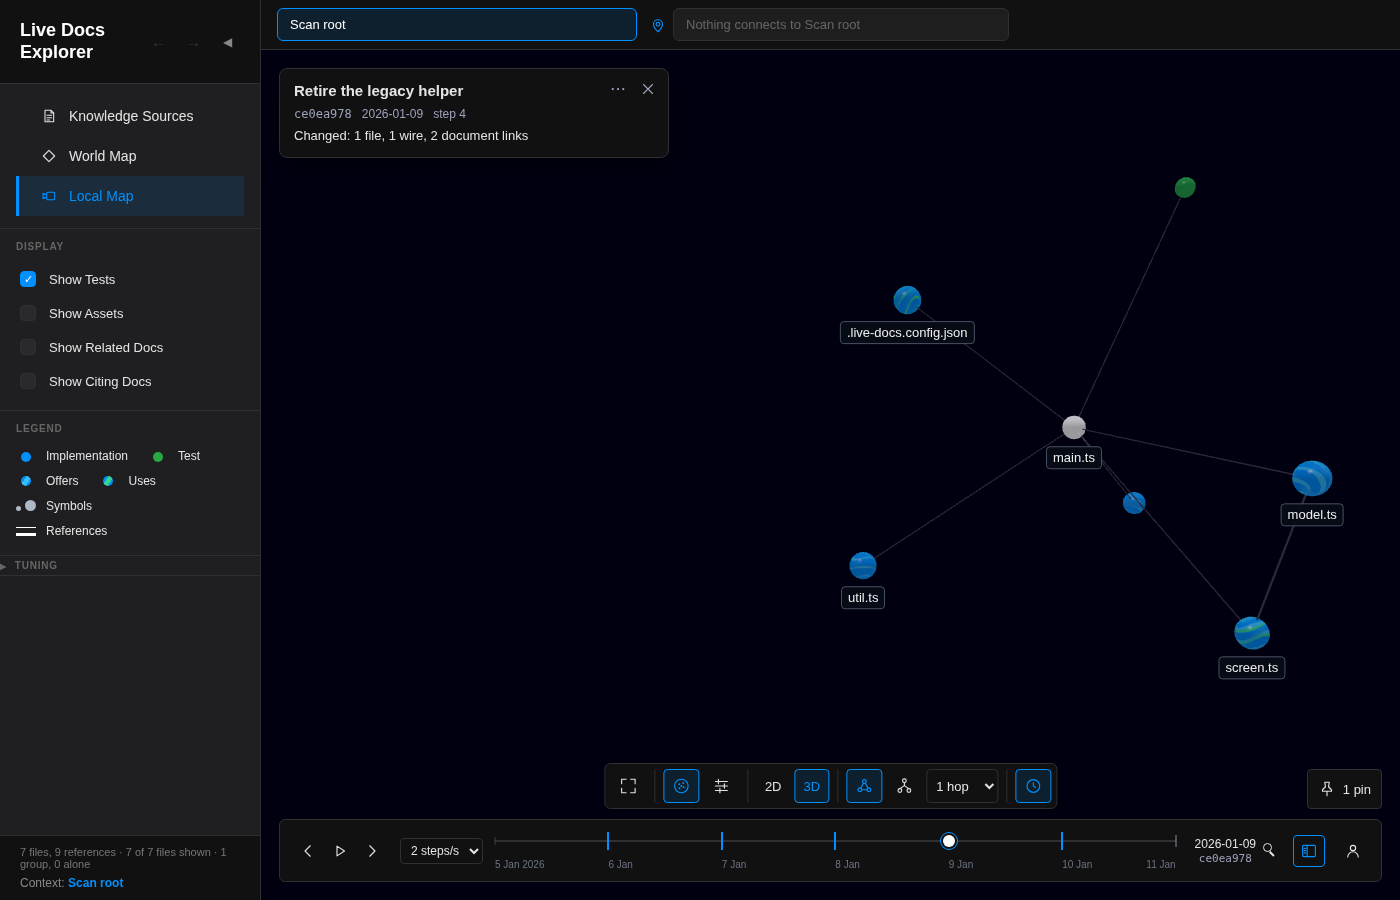 Live Docs
Explorer
Scan root
Nothing connects to Scan root
Knowledge Sources
World Map
Local Map
DISPLAY
Show Tests
Show Assets
Show Related Docs
Show Citing Docs
LEGEND
Implementation
Test
Offers
Uses
Symbols
References
TUNING
7 files, 9 references · 7 of 7 files shown · 1
group, 0 alone
Context: Scan root
Retire the legacy helper
ce0ea978 2026-01-09 step 4
Changed: 1 file, 1 wire, 2 document links
.live-docs.config.json
main.ts
model.ts
util.ts
screen.ts
2D
3D
1 hop
1 pin
2 steps/s
5 Jan 2026
6 Jan
7 Jan
8 Jan
9 Jan
10 Jan
11 Jan
2026-01-09
ce0ea978